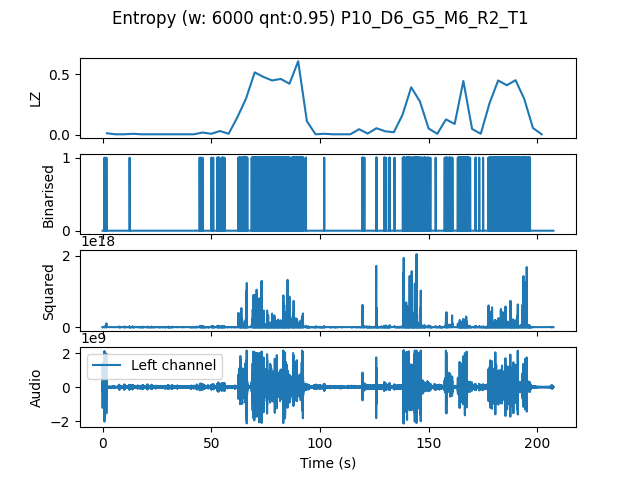 Entropy (w: 6000 qnt:0.95) P10_D6_G5_M6_R2_T1
0.5
0.0
LZ
1
0
Binarised
1e18
2
0
Squared
1e9
2
0
−2
Audio
Left channel
0 50 100 150 200
Time (s)